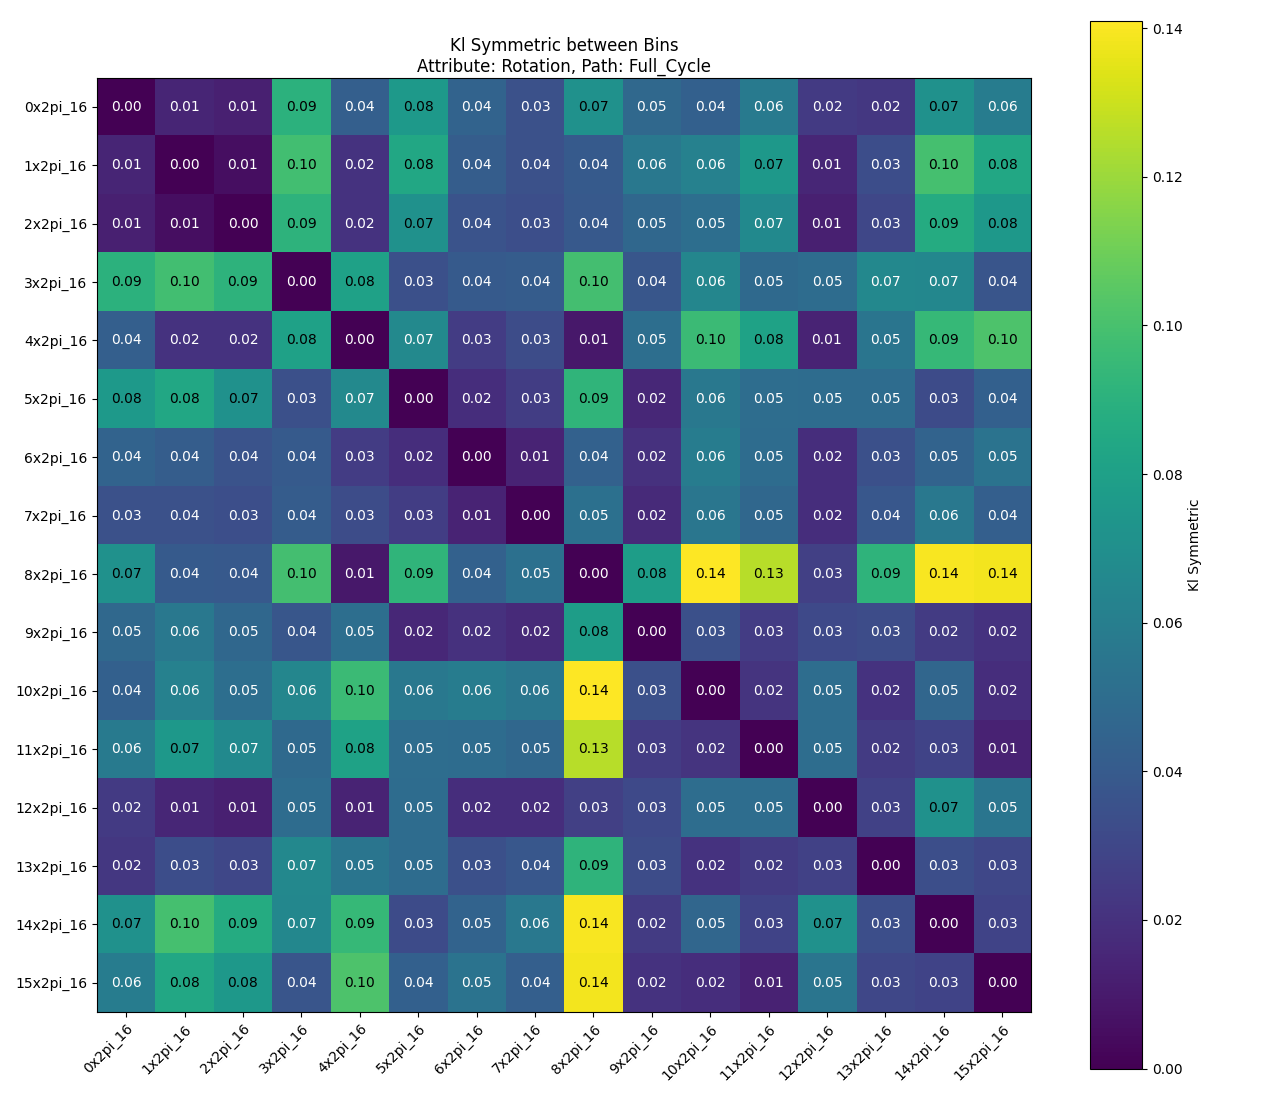 Kl Symmetric between Bins
Attribute: Rotation, Path: Full_Cycle
0x2pi_16 0.00 0.01 0.01 0.09 0.04 0.08 0.04 0.03 0.07 0.05 0.04 0.06 0.02 0.02 0.07 0.06
1x2pi_16 0.01 0.00 0.01 0.10 0.02 0.08 0.04 0.04 0.04 0.06 0.06 0.07 0.01 0.03 0.10 0.08
2x2pi_16 0.01 0.01 0.00 0.09 0.02 0.07 0.04 0.03 0.04 0.05 0.05 0.07 0.01 0.03 0.09 0.08
3x2pi_16 0.09 0.10 0.09 0.00 0.08 0.03 0.04 0.04 0.10 0.04 0.06 0.05 0.05 0.07 0.07 0.04
4x2pi_16 0.04 0.02 0.02 0.08 0.00 0.07 0.03 0.03 0.01 0.05 0.10 0.08 0.01 0.05 0.09 0.10
5x2pi_16 0.08 0.08 0.07 0.03 0.07 0.00 0.02 0.03 0.09 0.02 0.06 0.05 0.05 0.05 0.03 0.04
6x2pi_16 0.04 0.04 0.04 0.04 0.03 0.02 0.00 0.01 0.04 0.02 0.06 0.05 0.02 0.03 0.05 0.05
7x2pi_16 0.03 0.04 0.03 0.04 0.03 0.03 0.01 0.00 0.05 0.02 0.06 0.05 0.02 0.04 0.06 0.04
8x2pi_16 0.07 0.04 0.04 0.10 0.01 0.09 0.04 0.05 0.00 0.08 0.14 0.13 0.03 0.09 0.14 0.14
9x2pi_16 0.05 0.06 0.05 0.04 0.05 0.02 0.02 0.02 0.08 0.00 0.03 0.03 0.03 0.03 0.02 0.02
10x2pi_16 0.04 0.06 0.05 0.06 0.10 0.06 0.06 0.06 0.14 0.03 0.00 0.02 0.05 0.02 0.05 0.02
11x2pi_16 0.06 0.07 0.07 0.05 0.08 0.05 0.05 0.05 0.13 0.03 0.02 0.00 0.05 0.02 0.03 0.01
12x2pi_16 0.02 0.01 0.01 0.05 0.01 0.05 0.02 0.02 0.03 0.03 0.05 0.05 0.00 0.03 0.07 0.05
13x2pi_16 0.02 0.03 0.03 0.07 0.05 0.05 0.03 0.04 0.09 0.03 0.02 0.02 0.03 0.00 0.03 0.03
14x2pi_16 0.07 0.10 0.09 0.07 0.09 0.03 0.05 0.06 0.14 0.02 0.05 0.03 0.07 0.03 0.00 0.03
15x2pi_16 0.06 0.08 0.08 0.04 0.10 0.04 0.05 0.04 0.14 0.02 0.02 0.01 0.05 0.03 0.03 0.00
0x2pi_16 1x2pi_16 2x2pi_16 3x2pi_16 4x2pi_16 5x2pi_16 6x2pi_16 7x2pi_16 8x2pi_16 9x2pi_16 10x2pi_16 11x2pi_16 12x2pi_16 13x2pi_16 14x2pi_16 15x2pi_16
0.14
0.12
0.10
0.08
0.06
0.04
0.02
0.00
Kl Symmetric